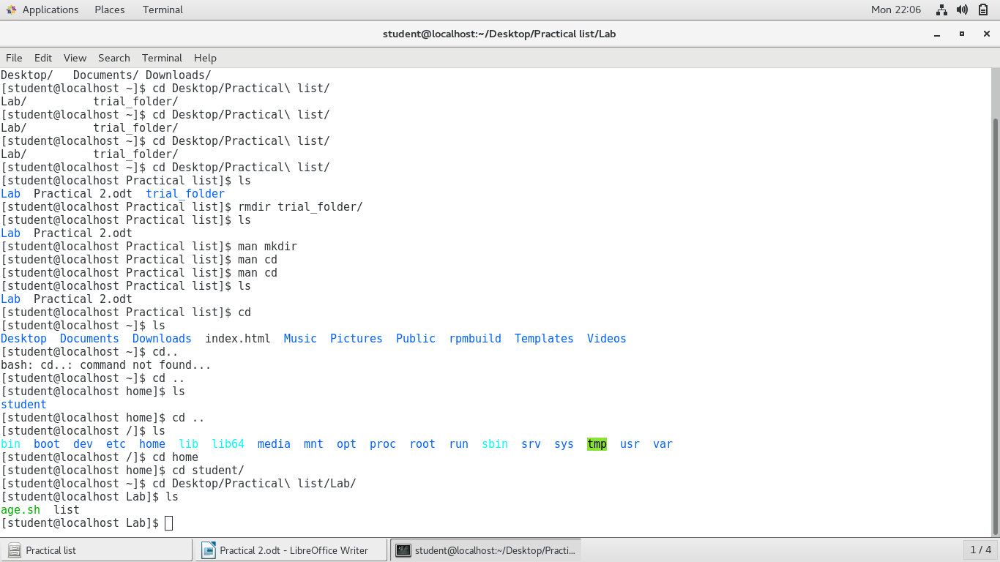 Applications Places Terminal Mon 22:06
student@localhost:~/Desktop/Practical list/Lab
File Edit View Search Terminal Help
Desktop/   Documents/ Downloads/
[student@localhost ~]$ cd Desktop/Practical\ list/
Lab/          trial_folder/
[student@localhost ~]$ cd Desktop/Practical\ list/
Lab/          trial_folder/
[student@localhost ~]$ cd Desktop/Practical\ list/
Lab/          trial_folder/
[student@localhost ~]$ cd Desktop/Practical\ list/
[student@localhost Practical list]$ ls
Lab  Practical 2.odt  trial_folder
[student@localhost Practical list]$ rmdir trial_folder/
[student@localhost Practical list]$ ls
Lab  Practical 2.odt
[student@localhost Practical list]$ man mkdir
[student@localhost Practical list]$ man cd
[student@localhost Practical list]$ man cd
[student@localhost Practical list]$ ls
Lab  Practical 2.odt
[student@localhost Practical list]$ cd
[student@localhost ~]$ ls
Desktop  Documents  Downloads  index.html  Music  Pictures  Public  rpmbuild  Templates  Videos
[student@localhost ~]$ cd..
bash: cd..: command not found...
[student@localhost ~]$ cd ..
[student@localhost home]$ ls
student
[student@localhost home]$ cd ..
[student@localhost /]$ ls
bin  boot  dev  etc  home  lib  lib64  media  mnt  opt  proc  root  run  sbin  srv  sys  tmp  usr  var
[student@localhost /]$ cd home
[student@localhost home]$ cd student/
[student@localhost ~]$ cd Desktop/Practical\ list/Lab/
[student@localhost Lab]$ ls
age.sh  list
[student@localhost Lab]$
Practical list Practical 2.odt - LibreOffice Writer student@localhost:~/Desktop/Practi... 1 / 4